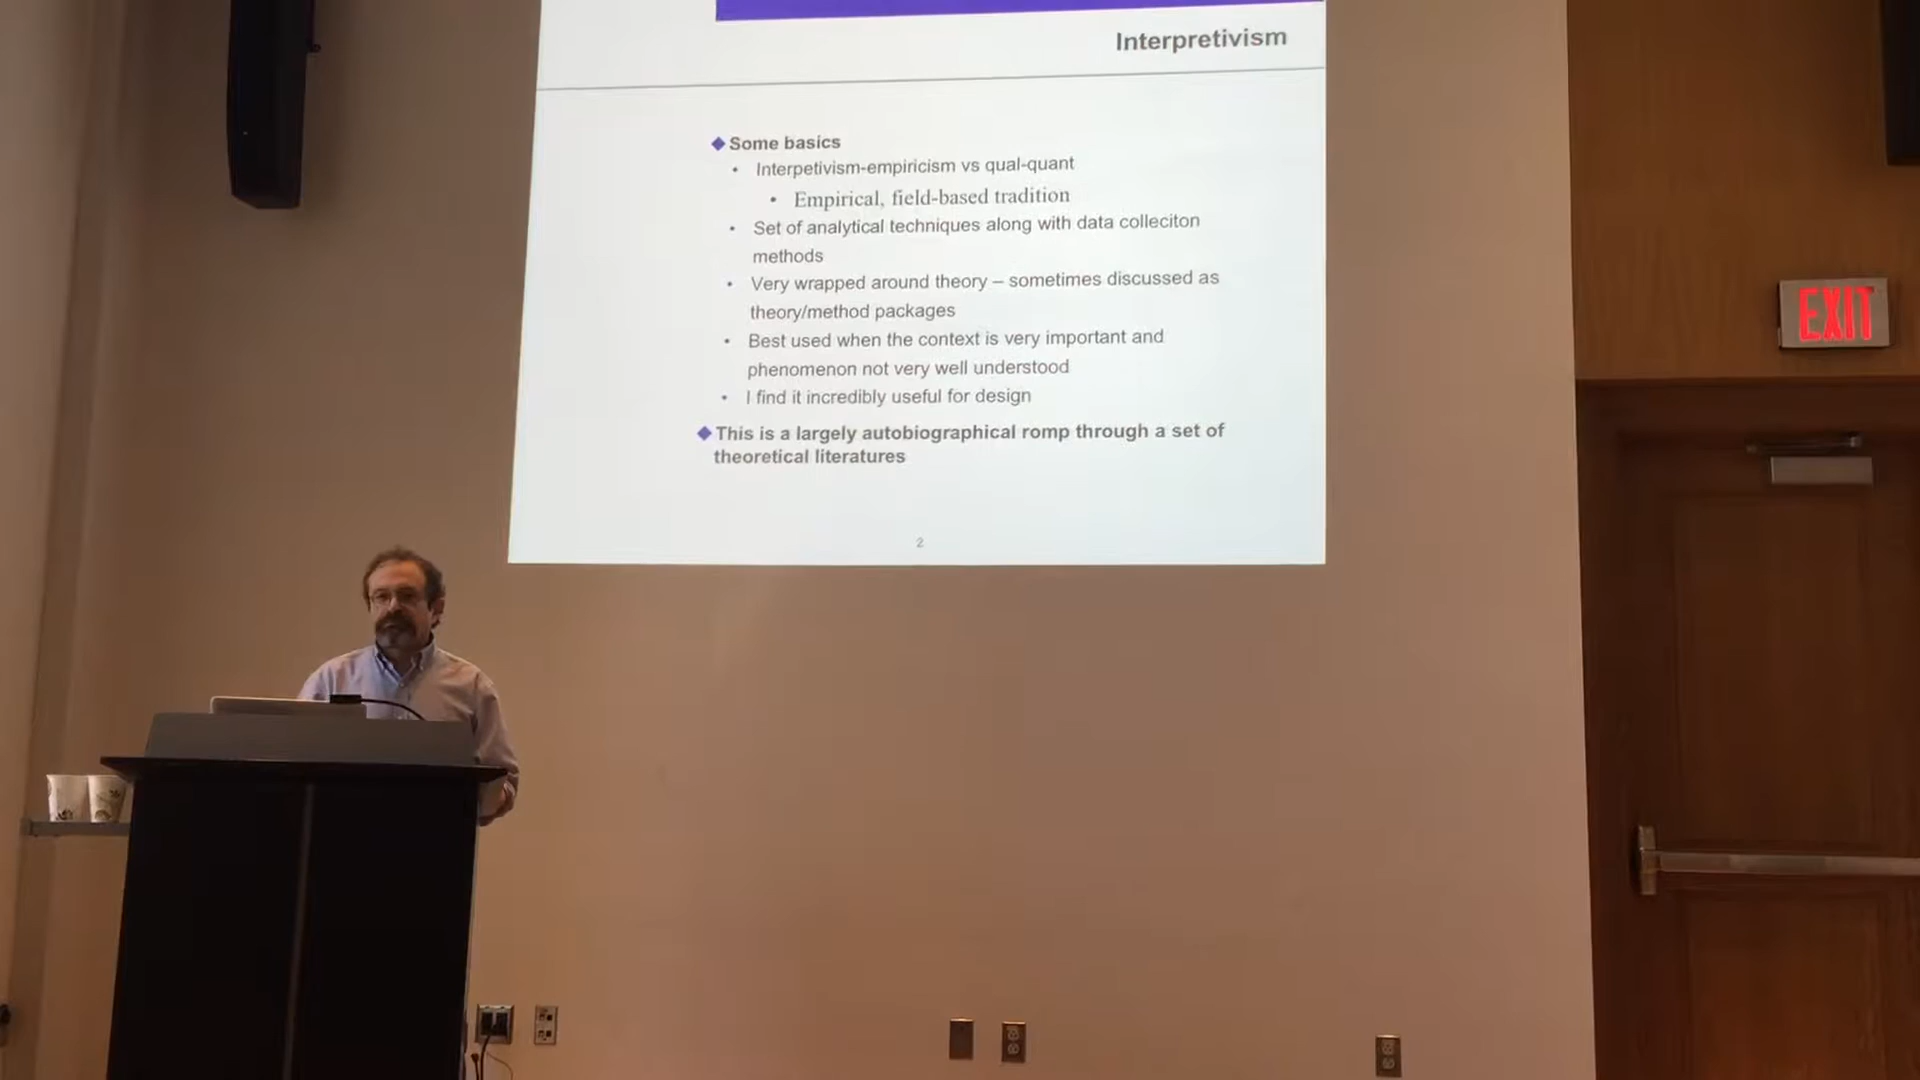 Interpretivism
Some basics
Interpetivism-empiricism vs qual-quant
Empirical, field-based tradition
Set of analytical techniques along with data colleciton
methods
Very wrapped around theory – sometimes discussed as
theory/method packages
Best used when the context is very important and
phenomenon not very well understood
I find it incredibly useful for design
This is a largely autobiographical romp through a set of
theoretical literatures
2
EXIT